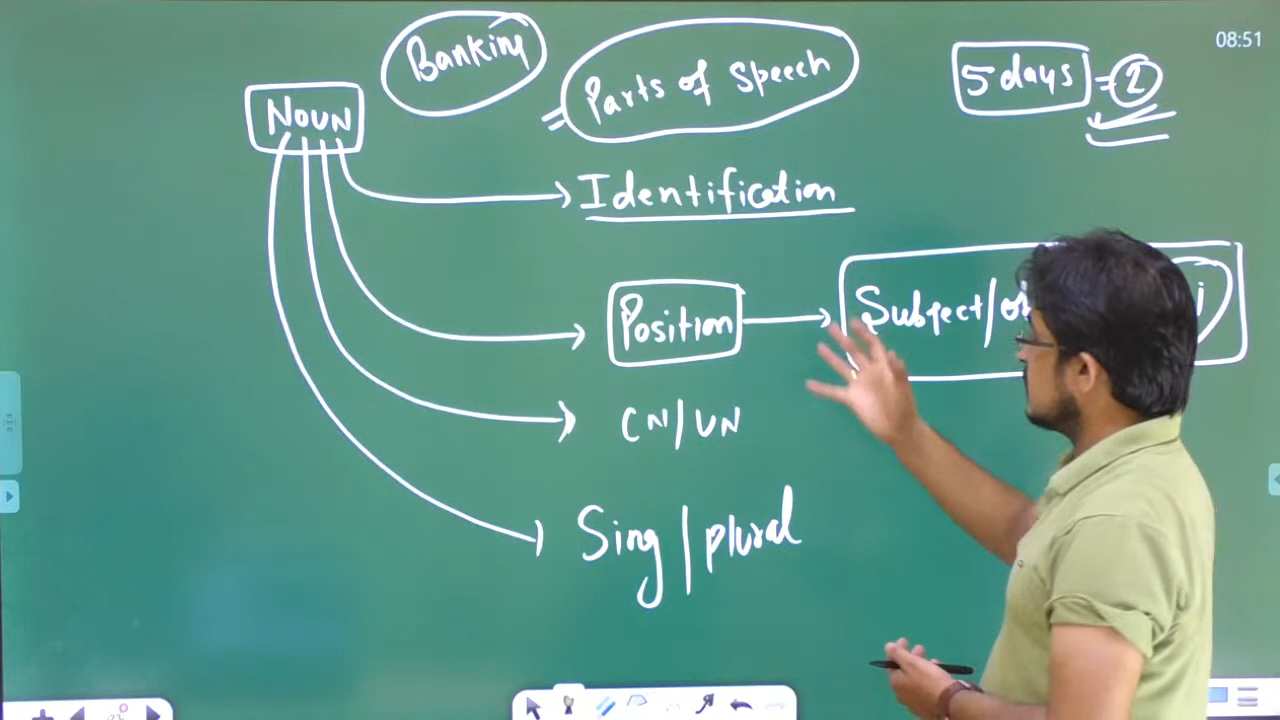 08:51
Banking
Parts of Speech
5 days = 2
NOUN
Identification
Position
Subject/
CN/UN
Sing/plural